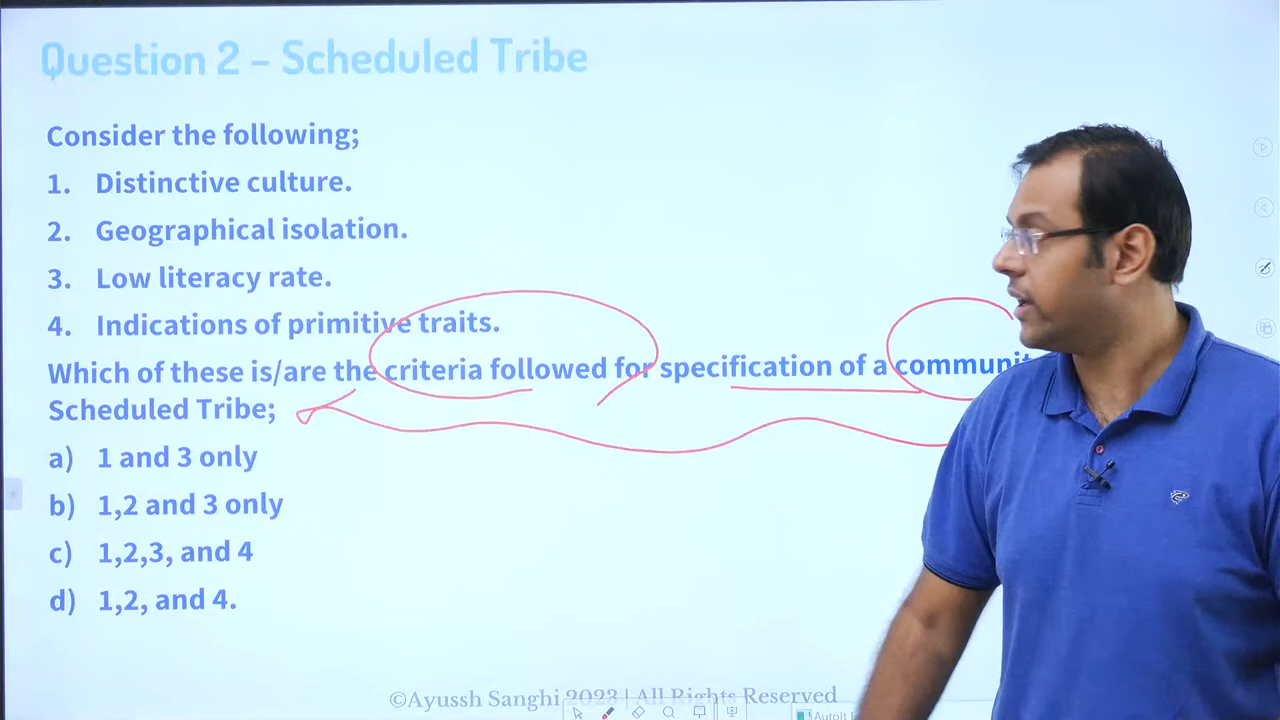 Question 2 – Scheduled Tribe
Consider the following;
1. Distinctive culture.
2. Geographical isolation.
3. Low literacy rate.
4. Indications of primitive traits.
Which of these is/are the criteria followed for specification of a
Scheduled Tribe;
a) 1 and 3 only
b) 1,2 and 3 only
c) 1,2,3, and 4
d) 1,2, and 4.
©Ayussh Sanghi 2023 | All Rights Reserved
AutoIt